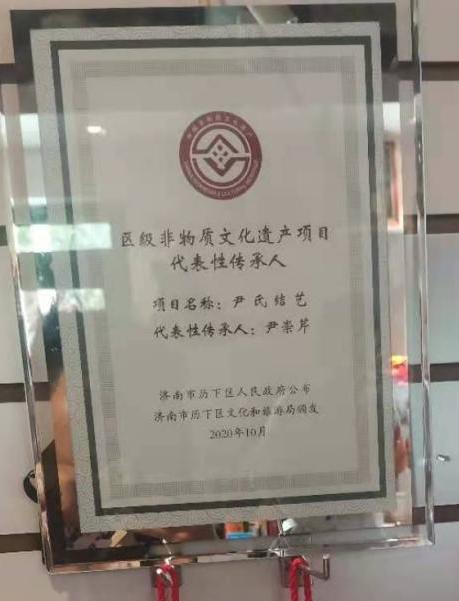 区级非物质文化遗产项目
代表性传承人
项目名称：尹氏结艺
代表性传承人：尹崇芹
济南市历下区人民政府公布
济南市历下区文化和旅游局颁发
2020年10月